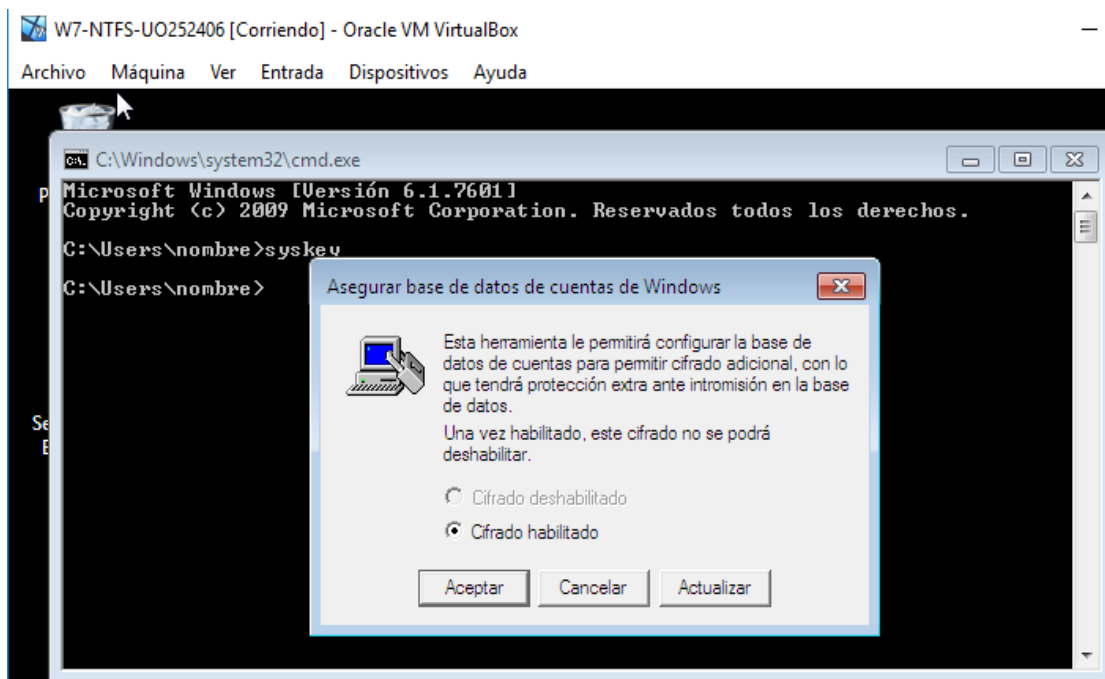 W7-NTFS-UO252406 [Corriendo] - Oracle VM VirtualBox
Archivo Máquina Ver Entrada Dispositivos Ayuda
C:\Windows\system32\cmd.exe
Microsoft Windows [Versión 6.1.7601]
Copyright (c) 2009 Microsoft Corporation. Reservados todos los derechos.
C:\Users\nombre>syskey
C:\Users\nombre>
Asegurar base de datos de cuentas de Windows
Esta herramienta le permitirá configurar la base de
datos de cuentas para permitir cifrado adicional, con lo
que tendrá protección extra ante intromisión en la base
de datos.
Una vez habilitado, este cifrado no se podrá
deshabilitar.
Cifrado deshabilitado
Cifrado habilitado
Aceptar Cancelar Actualizar